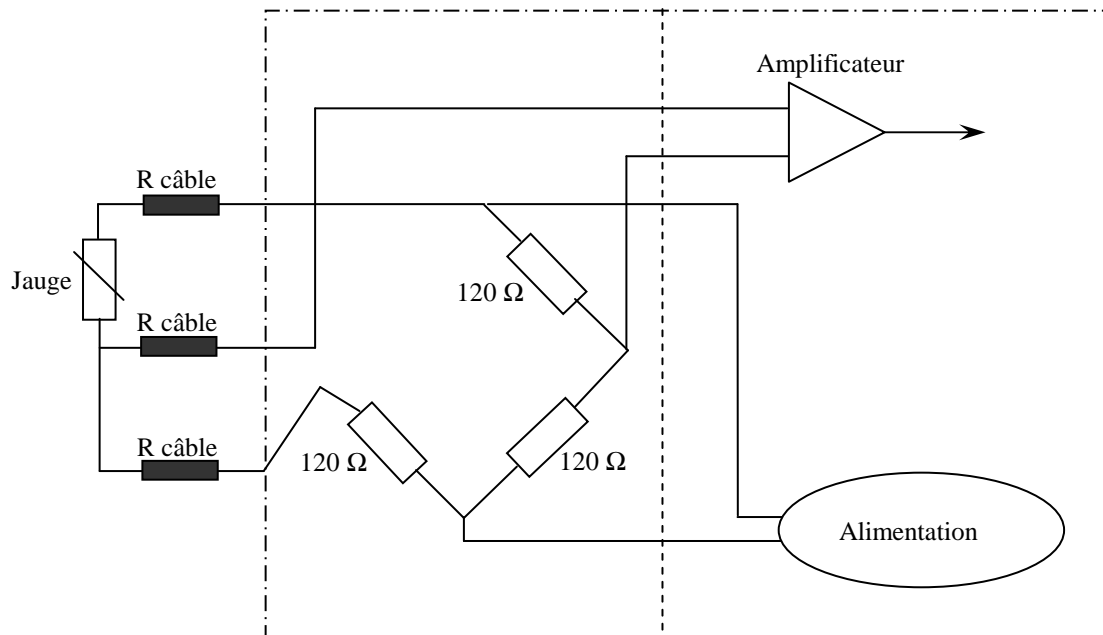 Amplificateur
R câble
Jauge
120 Ω
R câble
R câble
120 Ω
120 Ω
Alimentation